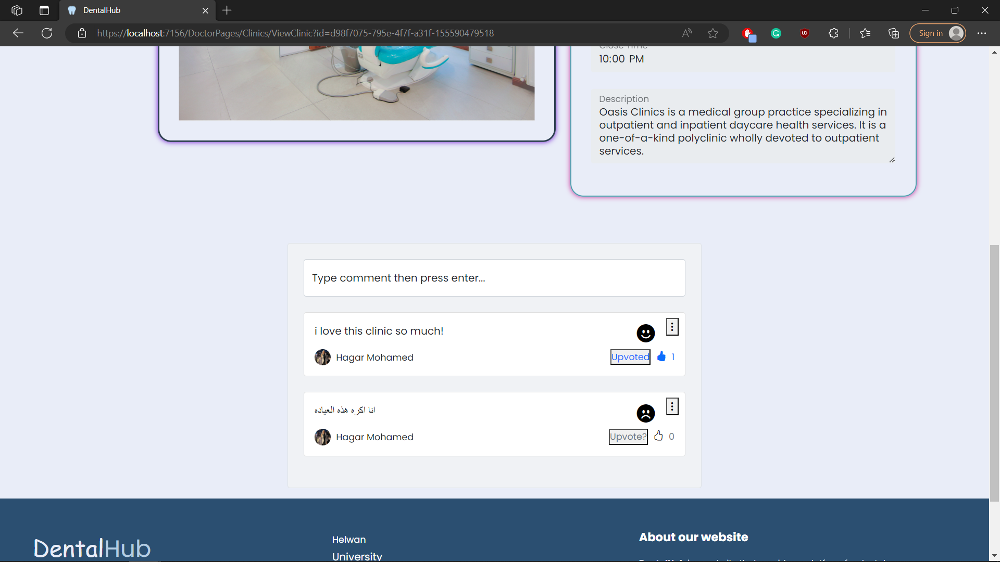 DentalHub
https://localhost:7156/DoctorPages/Clinics/ViewClinic?id=d98f7075-795e-4f7f-a31f-155590479518
Sign in
Close Time
10:00 PM
Description
Oasis Clinics is a medical group practice specializing in
outpatient and inpatient daycare health services. It is a
one-of-a-kind polyclinic wholly devoted to outpatient
services.
Type comment then press enter...
i love this clinic so much!
Hagar Mohamed
Upvoted 1
انا اكره هذه العياده
Hagar Mohamed
Upvote? 0
DentalHub
Helwan
University
About our website